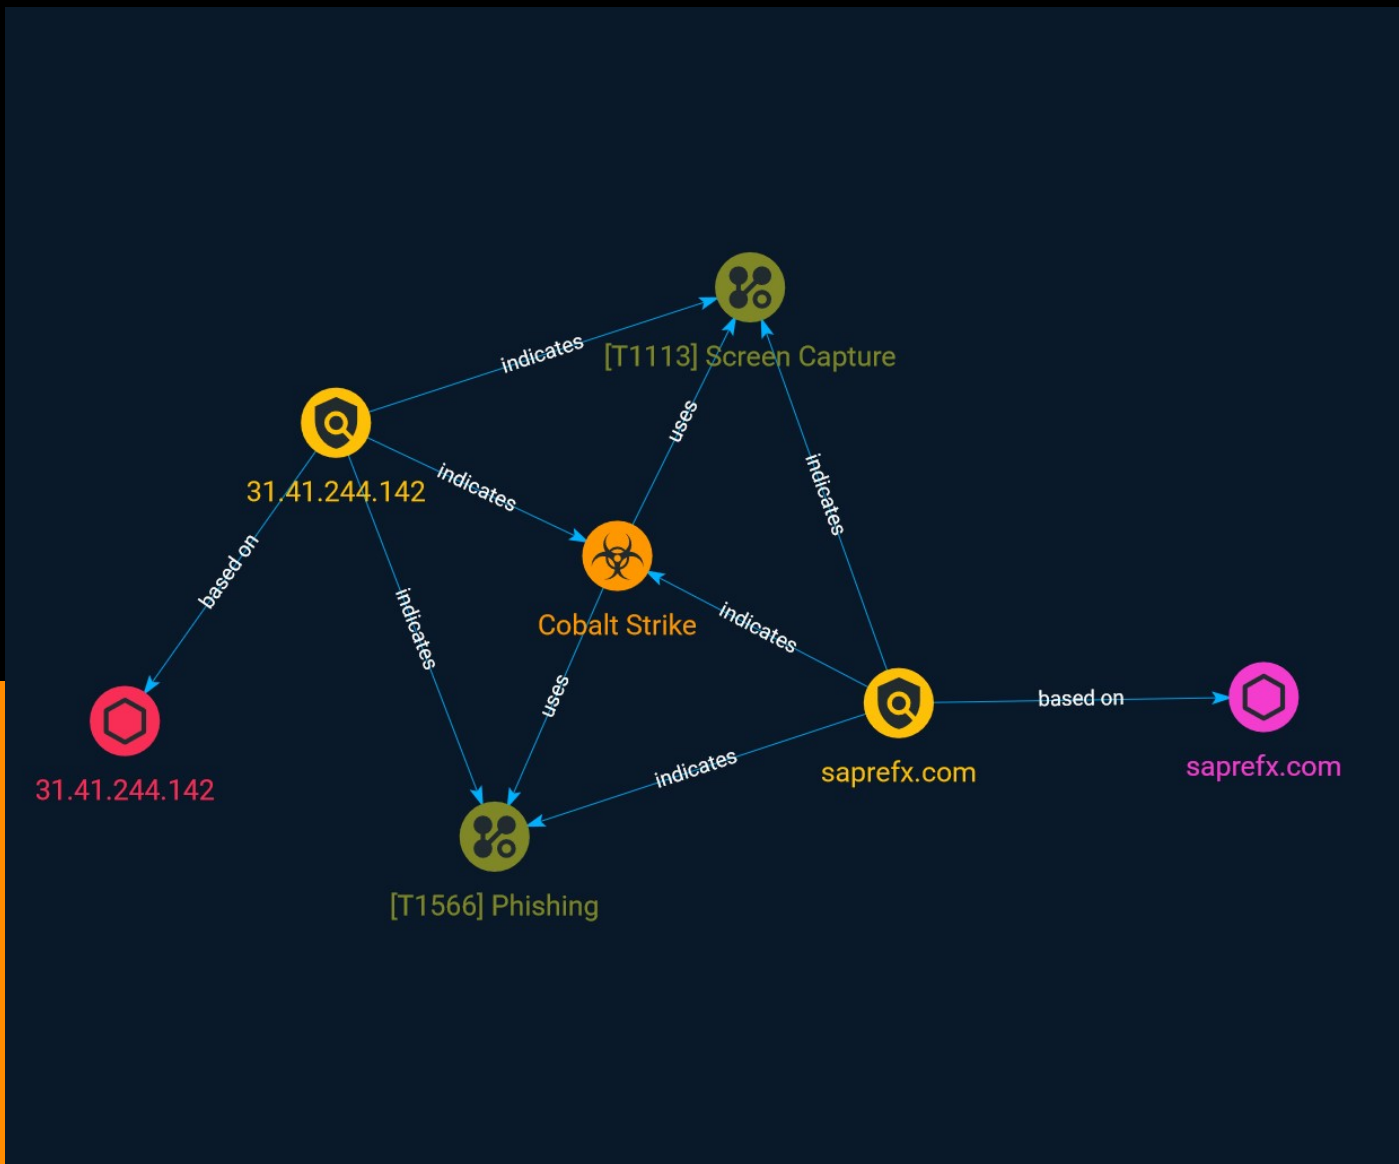 indicates
[T1113] Screen Capture
uses
indicates
31.41.244.142
indicates
based on
indicates
Cobalt Strike
indicates
uses
based on
saprefx.com
saprefx.com
indicates
31.41.244.142
[T1566] Phishing